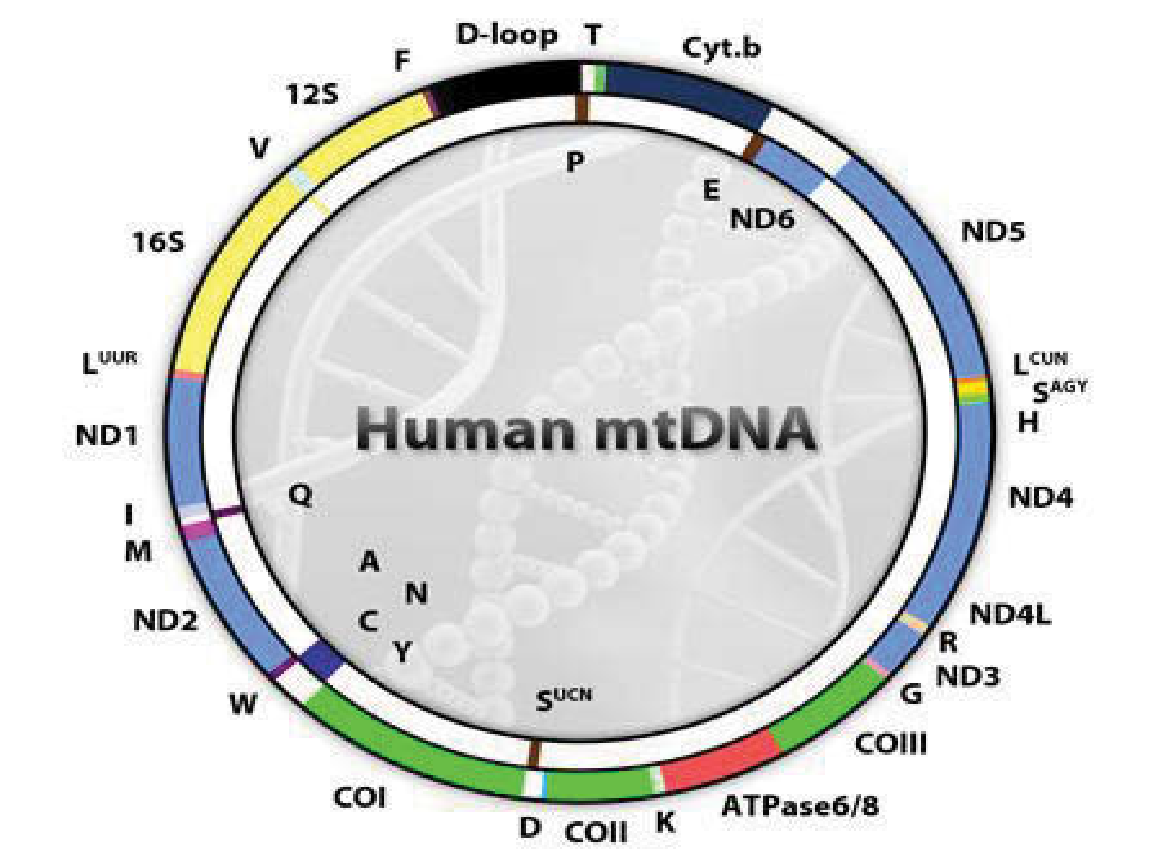 D-loop T
Cyt.b
F
12S
V
P
E
ND6
16S
ND5
L^UUR
L^CUN
S^AGY
H
ND1
Human mtDNA
Q
ND4
I
M
A
N
C
Y
ND2
ND4L
R
ND3
G
W
S^UCN
COIII
COI
D
COII
K
ATPase6/8